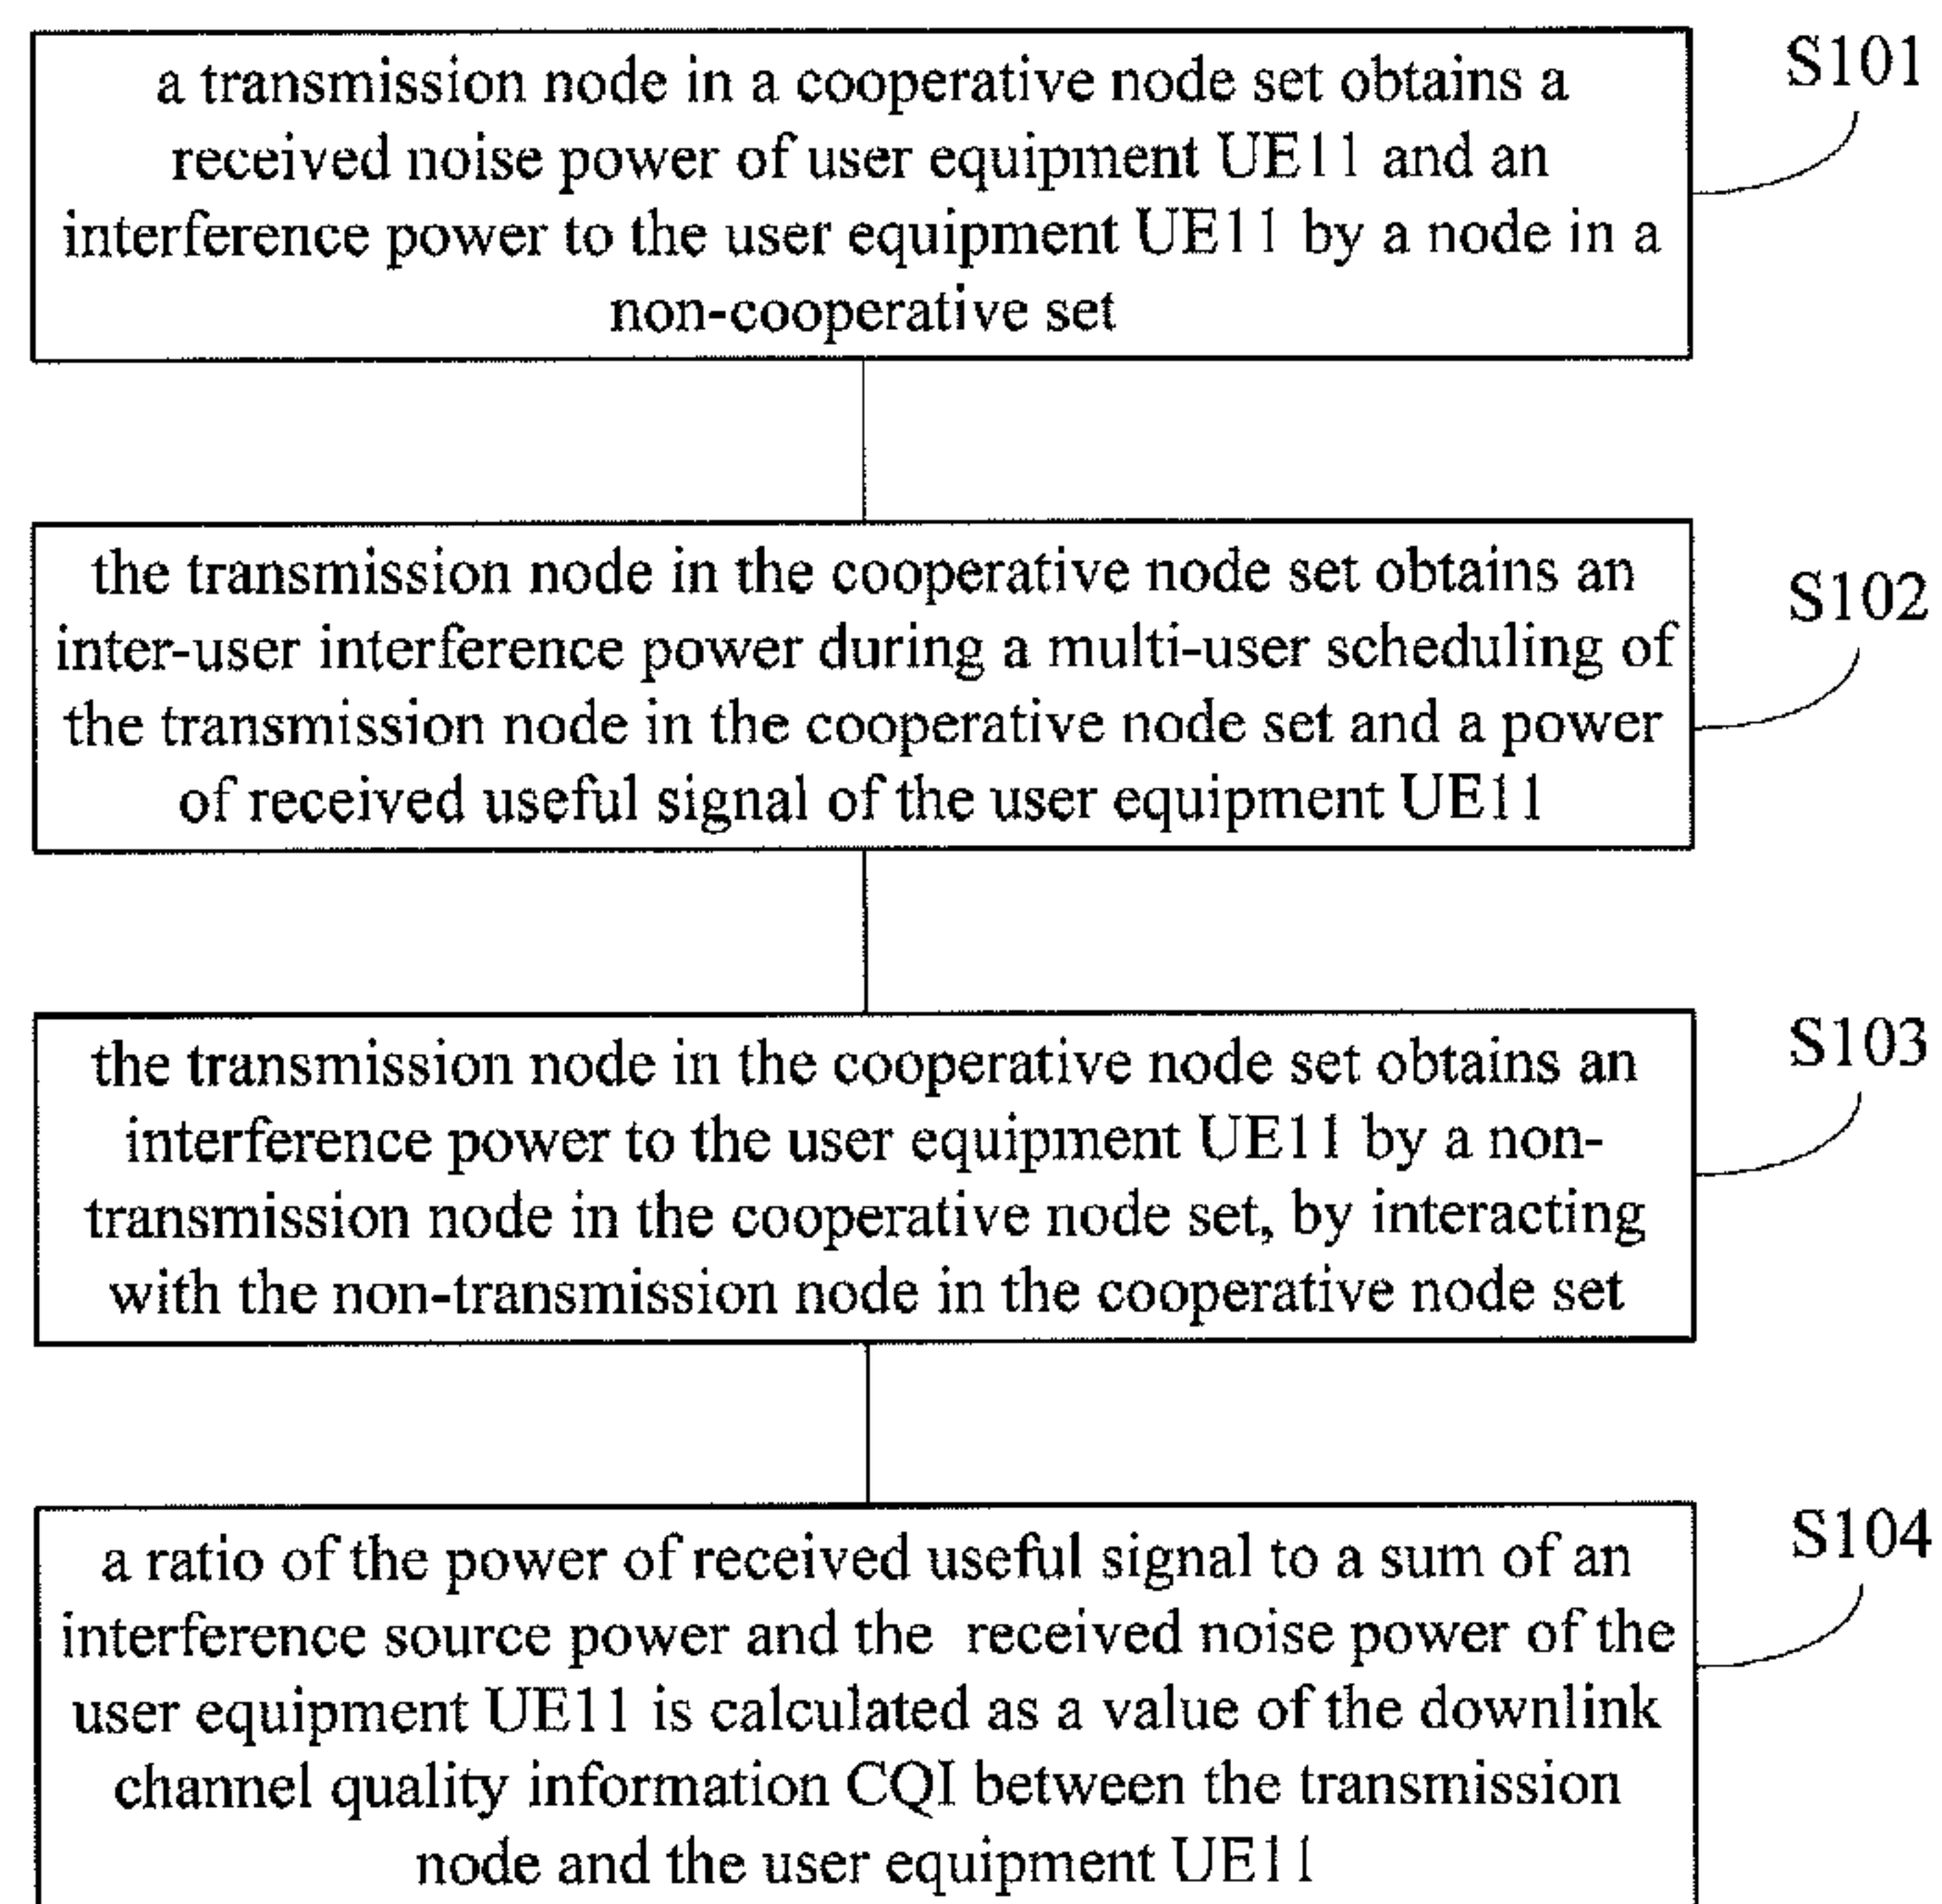 a transmission node in a cooperative node set obtains a
received noise power of user equipment UE11 and an
interference power to the user equipment UE11 by a node in a
non-cooperative set
S101
the transmission node in the cooperative node set obtains an
inter-user interference power during a multi-user scheduling of
the transmission node in the cooperative node set and a power
of received useful signal of the user equipment UE11
S102
the transmission node in the cooperative node set obtains an
interference power to the user equipment UE11 by a non-
transmission node in the cooperative node set, by interacting
with the non-transmission node in the cooperative node set
S103
a ratio of the power of received useful signal to a sum of an
interference source power and the received noise power of the
user equipment UE11 is calculated as a value of the downlink
channel quality information CQI between the transmission
node and the user equipment UE11
S104